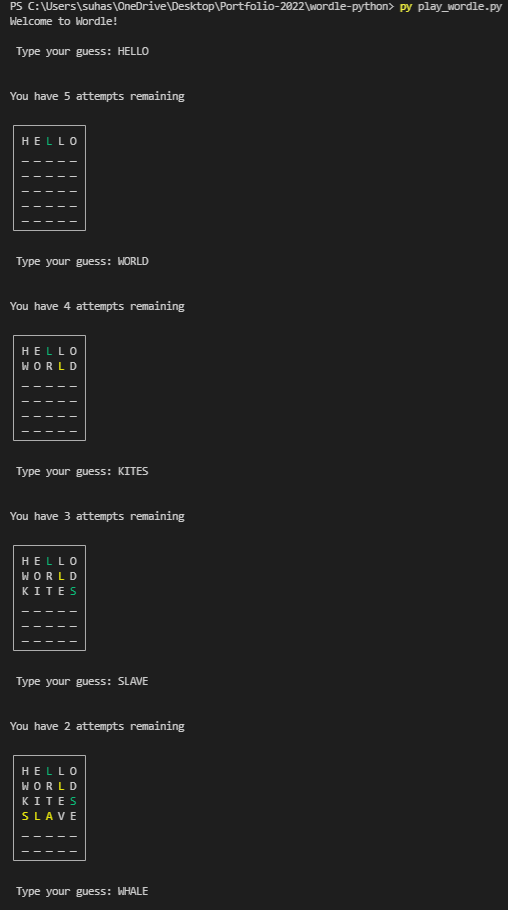 PS C:\Users\suhas\OneDrive\Desktop\Portfolio-2022\wordle-python> py play_wordle.py
Welcome to Wordle!
Type your guess: HELLO
You have 5 attempts remaining
H E L L O
_ _ _ _ _
_ _ _ _ _
_ _ _ _ _
_ _ _ _ _
_ _ _ _ _
Type your guess: WORLD
You have 4 attempts remaining
H E L L O
W O R L D
_ _ _ _ _
_ _ _ _ _
_ _ _ _ _
_ _ _ _ _
Type your guess: KITES
You have 3 attempts remaining
H E L L O
W O R L D
K I T E S
_ _ _ _ _
_ _ _ _ _
_ _ _ _ _
Type your guess: SLAVE
You have 2 attempts remaining
H E L L O
W O R L D
K I T E S
S L A V E
_ _ _ _ _
_ _ _ _ _
Type your guess: WHALE